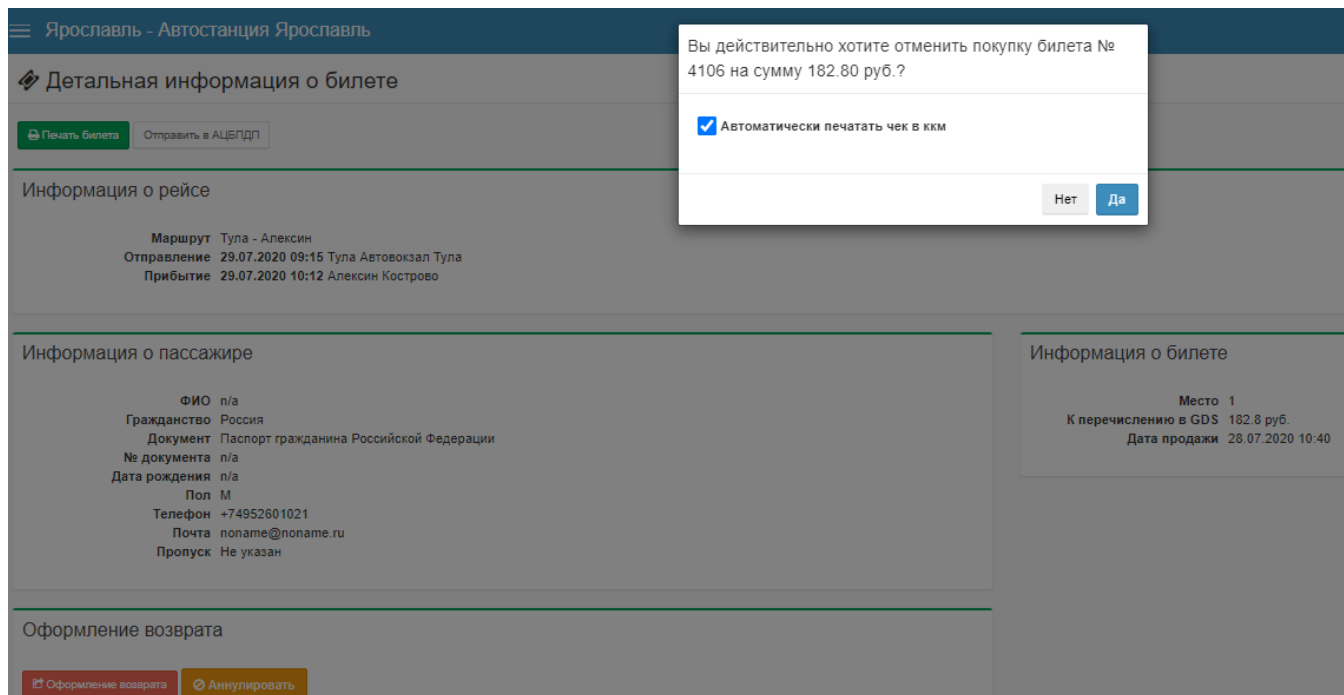 Ярославль - Автостанция Ярославль
Вы действительно хотите отменить покупку билета №
4106 на сумму 182.80 руб.?
Автоматически печатать чек в ккм
Нет Да
Детальная информация о билете
Печать билета Отправить в АЦБПДП
Информация о рейсе
Маршрут Тула - Алексин
Отправление 29.07.2020 09:15 Тула Автовокзал Тула
Прибытие 29.07.2020 10:12 Алексин Кострово
Информация о пассажире
ФИО n/a
Гражданство Россия
Документ Паспорт гражданина Российской Федерации
№ документа n/a
Дата рождения n/a
Пол М
Телефон +74952601021
Почта noname@noname.ru
Пропуск Не указан
Информация о билете
Место 1
К перечислению в GDS 182.8 руб.
Дата продажи 28.07.2020 10:40
Оформление возврата
Оформление возврата Аннулировать